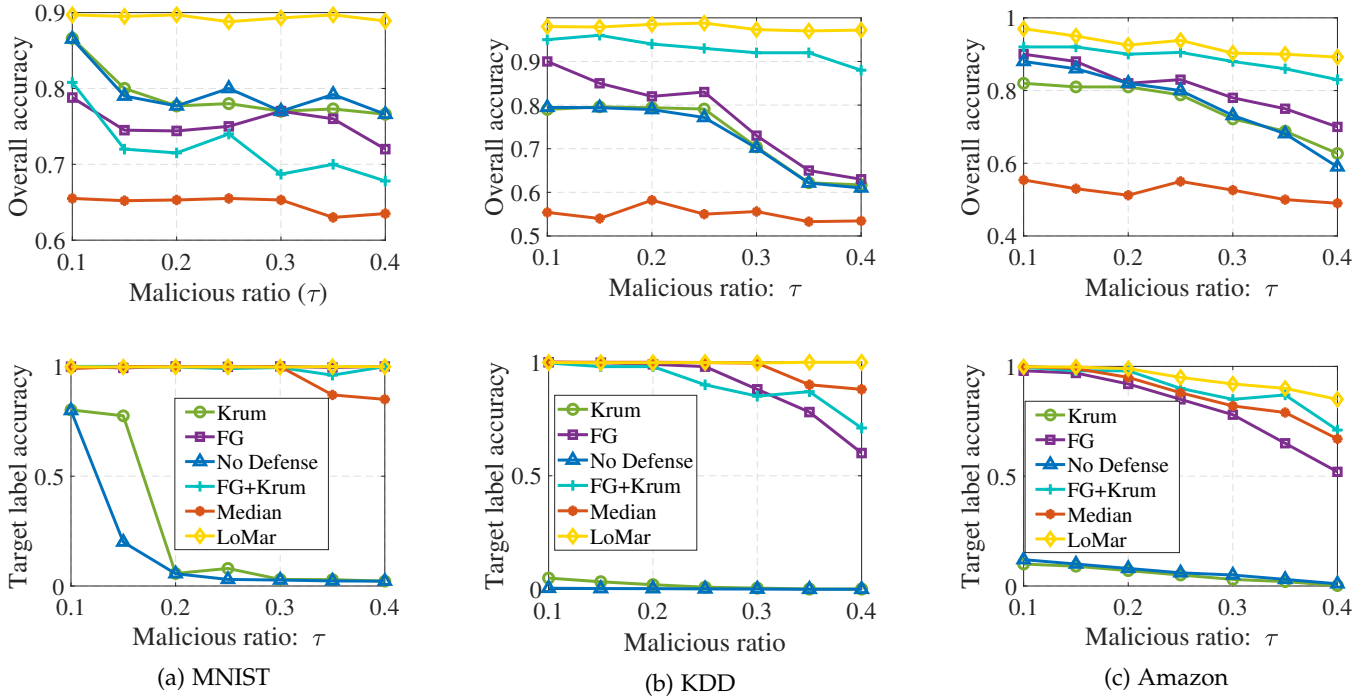 0.9
0.8
0.7
0.6
0.1
0.2
0.3
0.4
Overall accuracy
Malicious ratio (τ)
0.9
0.8
0.7
0.6
0.5
0.1
0.2
0.3
0.4
Overall accuracy
Malicious ratio: τ
1
0.8
0.6
0.4
0.1
0.2
0.3
0.4
Overall accuracy
Malicious ratio: τ
1
0.5
0
0.1
0.2
0.3
0.4
Target label accuracy
Krum
FG
No Defense
FG+Krum
Median
LoMar
Malicious ratio: τ
(a) MNIST
1
0.5
0
0.1
0.2
0.3
0.4
Target label accuracy
Krum
FG
No Defense
FG+Krum
Median
LoMar
Malicious ratio
(b) KDD
1
0.5
0
0.1
0.2
0.3
0.4
Target label accuracy
Krum
FG
No Defense
FG+Krum
Median
LoMar
Malicious ratio: τ
(c) Amazon